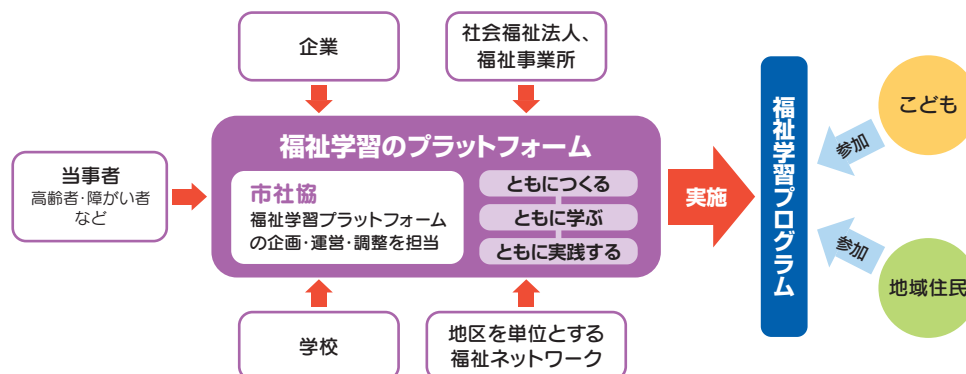 企業
社会福祉法人、
福祉事業所
当事者
高齢者・障がい者
など
福祉学習のプラットフォーム
市社協
福祉学習プラットフォーム
の企画・運営・調整を担当
ともにつくる
ともに学ぶ
ともに実践する
学校
地区を単位とする
福祉ネットワーク
実施
福祉学習プログラム
参加
こども
参加
地域住民